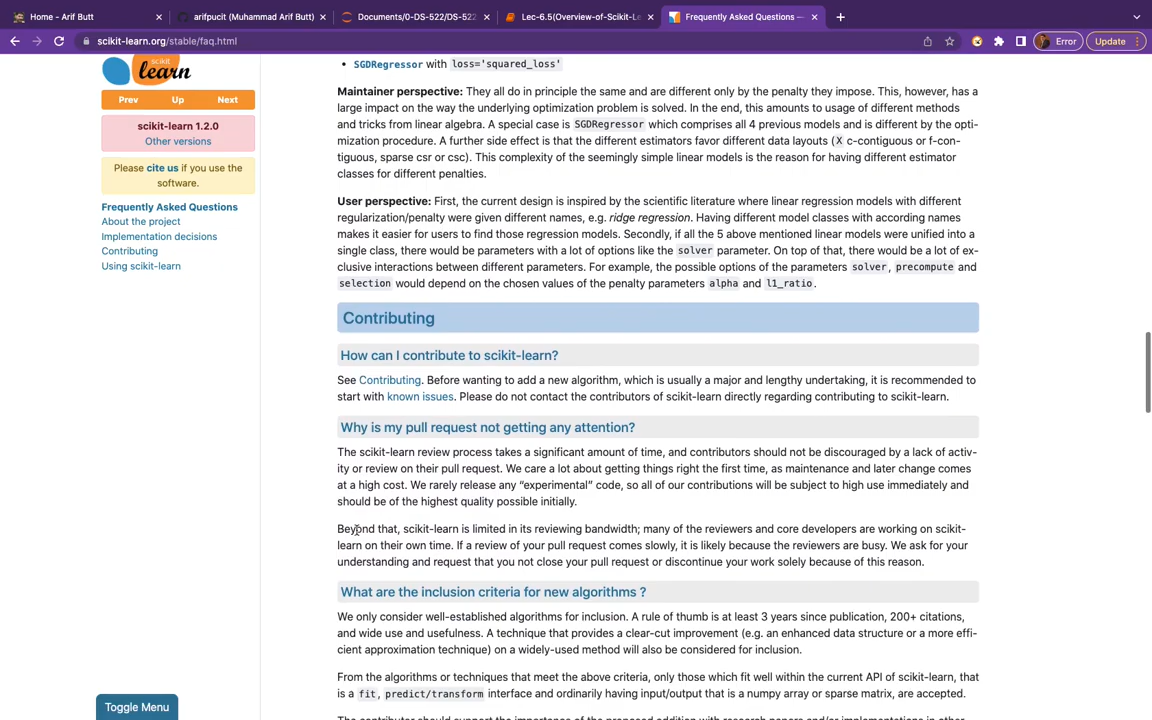 Home - Arif Butt
arifpucit (Muhammad Arif Butt)
Documents/0-DS-522/DS-522
Lec-6.5(Overview-of-Scikit-Le
Frequently Asked Questions —
scikit-learn.org/stable/faq.html
Error
Update
scikit
learn
Prev Up Next
scikit-learn 1.2.0
Other versions
Please cite us if you use the
software.
Frequently Asked Questions
About the project
Implementation decisions
Contributing
Using scikit-learn
• SGDRegressor with loss='squared_loss'
Maintainer perspective: They all do in principle the same and are different only by the penalty they impose. This, however, has a
large impact on the way the underlying optimization problem is solved. In the end, this amounts to usage of different methods
and tricks from linear algebra. A special case is SGDRegressor which comprises all 4 previous models and is different by the opti-
mization procedure. A further side effect is that the different estimators favor different data layouts (X c-contiguous or f-con-
tiguous, sparse csr or csc). This complexity of the seemingly simple linear models is the reason for having different estimator
classes for different penalties.
User perspective: First, the current design is inspired by the scientific literature where linear regression models with different
regularization/penalty were given different names, e.g. ridge regression. Having different model classes with according names
makes it easier for users to find those regression models. Secondly, if all the 5 above mentioned linear models were unified into a
single class, there would be parameters with a lot of options like the solver parameter. On top of that, there would be a lot of ex-
clusive interactions between different parameters. For example, the possible options of the parameters solver, precompute and
selection would depend on the chosen values of the penalty parameters alpha and l1_ratio.
Contributing
How can I contribute to scikit-learn?
See Contributing. Before wanting to add a new algorithm, which is usually a major and lengthy undertaking, it is recommended to
start with known issues. Please do not contact the contributors of scikit-learn directly regarding contributing to scikit-learn.
Why is my pull request not getting any attention?
The scikit-learn review process takes a significant amount of time, and contributors should not be discouraged by a lack of activ-
ity or review on their pull request. We care a lot about getting things right the first time, as maintenance and later change comes
at a high cost. We rarely release any “experimental” code, so all of our contributions will be subject to high use immediately and
should be of the highest quality possible initially.
Beyond that, scikit-learn is limited in its reviewing bandwidth; many of the reviewers and core developers are working on scikit-
learn on their own time. If a review of your pull request comes slowly, it is likely because the reviewers are busy. We ask for your
understanding and request that you not close your pull request or discontinue your work solely because of this reason.
What are the inclusion criteria for new algorithms ?
We only consider well-established algorithms for inclusion. A rule of thumb is at least 3 years since publication, 200+ citations,
and wide use and usefulness. A technique that provides a clear-cut improvement (e.g. an enhanced data structure or a more effi-
cient approximation technique) on a widely-used method will also be considered for inclusion.
From the algorithms or techniques that meet the above criteria, only those which fit well within the current API of scikit-learn, that
is a fit, predict/transform interface and ordinarily having input/output that is a numpy array or sparse matrix, are accepted.
The contributor should support the importance of the proposed addition with research papers and/or implementations in other
Toggle Menu